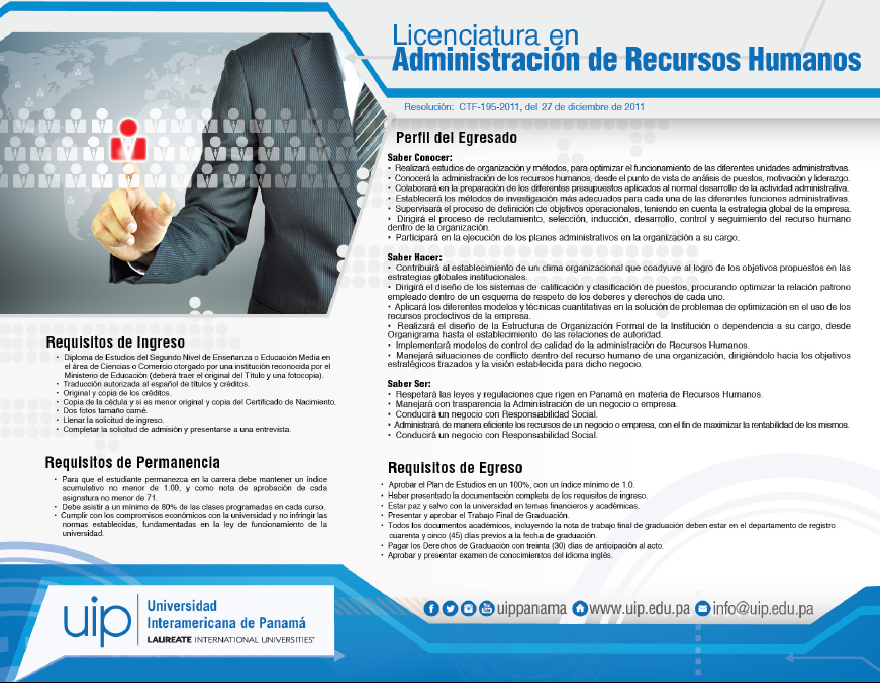 Licenciatura en
Administración de Recursos Humanos
Resolución: CTF-195-2011, del 27 de diciembre de 2011
Perfil del Egresado
Saber Conocer:
• Realizará estudios de organización y métodos, para optimizar el funcionamiento de las diferentes unidades administrativas.
• Conocerá la administración de los recursos humanos, desde el punto de vista de análisis de puestos, motivación y liderazgo.
• Colaborará en la preparación de los diferentes presupuestos aplicados al normal desarrollo de la actividad administrativa.
• Establecerá los métodos de investigación más adecuados para cada una de las diferentes funciones administrativas.
• Supervisará el proceso de definición de objetivos operacionales, teniendo en cuenta la estrategia global de la empresa.
• Dirigirá el proceso de reclutamiento, selección, inducción, desarrollo, control y seguimiento del recurso humano
dentro de la organización.
• Participará en la ejecución de los planes administrativos en la organización a su cargo.
Saber Hacer:
• Contribuirá al establecimiento de un clima organizacional que coadyuve al logro de los objetivos propuestos en las
estrategias globales institucionales.
• Dirigirá el diseño de los sistemas de calificación y clasificación de puestos, procurando optimizar la relación patrono
empleado dentro de un esquema de respeto de los deberes y derechos de cada uno.
• Aplicará los diferentes modelos y técnicas cuantitativas en la solución de problemas de optimización en el uso de los
recursos productivos de la empresa.
• Realizará el diseño de la Estructura de Organización Formal de la Institución o dependencia a su cargo, desde
Organigrama hasta el establecimiento de las relaciones de autoridad.
• Implementará modelos de control de calidad de la administración de Recursos Humanos.
• Manejará situaciones de conflicto dentro del recurso humano de una organización, dirigiéndolo hacia los objetivos
estratégicos trazados y la visión establecida para dicho negocio.
Saber Ser:
• Respetará las leyes y regulaciones que rigen en Panamá en materia de Recursos Humanos.
• Manejará con trasparencia la Administración de un negocio o empresa.
• Conducirá un negocio con Responsabilidad Social.
• Administrará de manera eficiente los recursos de un negocio o empresa, con el fin de maximizar la rentabilidad de los mismos.
• Conducirá un negocio con Responsabilidad Social.
Requisitos de Egreso
• Aprobar el Plan de Estudios en un 100%, con un índice mínimo de 1.0.
• Haber presentado la documentación completa de los requisitos de ingreso.
• Estar paz y salvo con la universidad en temas financieros y académicas.
• Presentar y aprobar el Trabajo Final de Graduación.
• Todos los documentos académicos, incluyendo la nota de trabajo final de graduación deben estar en el departamento de registro
cuarenta y cinco (45) días previos a la fecha de graduación.
• Pagar los Derechos de Graduación con treinta (30) días de anticipación al acto.
• Aprobar y presentar examen de conocimientos del idioma inglés.
Requisitos de Ingreso
• Diploma de Estudios del Segundo Nivel de Enseñanza o Educación Media en
el área de Ciencias o Comercio otorgado por una institución reconocida por el
Ministerio de Educación (deberá traer el original del Título y una fotocopia).
• Traducción autorizada al español de títulos y créditos.
• Original y copia de los créditos.
• Copia de la cédula y si es menor original y copia del Certificado de Nacimiento.
• Dos fotos tamaño carné.
• Llenar la solicitud de ingreso.
• Completar la solicitud de admisión y presentarse a una entrevista.
Requisitos de Permanencia
• Para que el estudiante permanezca en la carrera debe mantener un índice
acumulativo no menor de 1.00, y como nota de aprobación de cada
asignatura no menor de 71.
• Debe asistir a un mínimo de 80% de las clases programadas en cada curso.
• Cumplir con los compromisos económicos con la universidad y no infringir las
normas establecidas, fundamentadas en la ley de funcionamiento de la
universidad.
uip
Universidad
Interamericana de Panamá
LAUREATE INTERNATIONAL UNIVERSITIES
uippanama www.uip.edu.pa info@uip.edu.pa